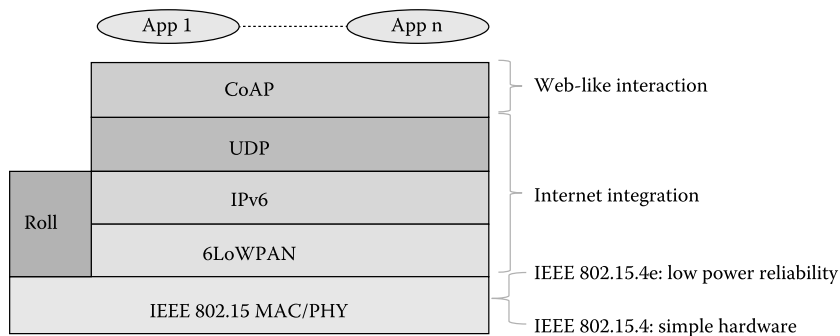 App 1
App n
CoAP
Web-like interaction
UDP
IPv6
Internet integration
Roll
6LoWPAN
IEEE 802.15.4e: low power reliability
IEEE 802.15 MAC/PHY
IEEE 802.15.4: simple hardware